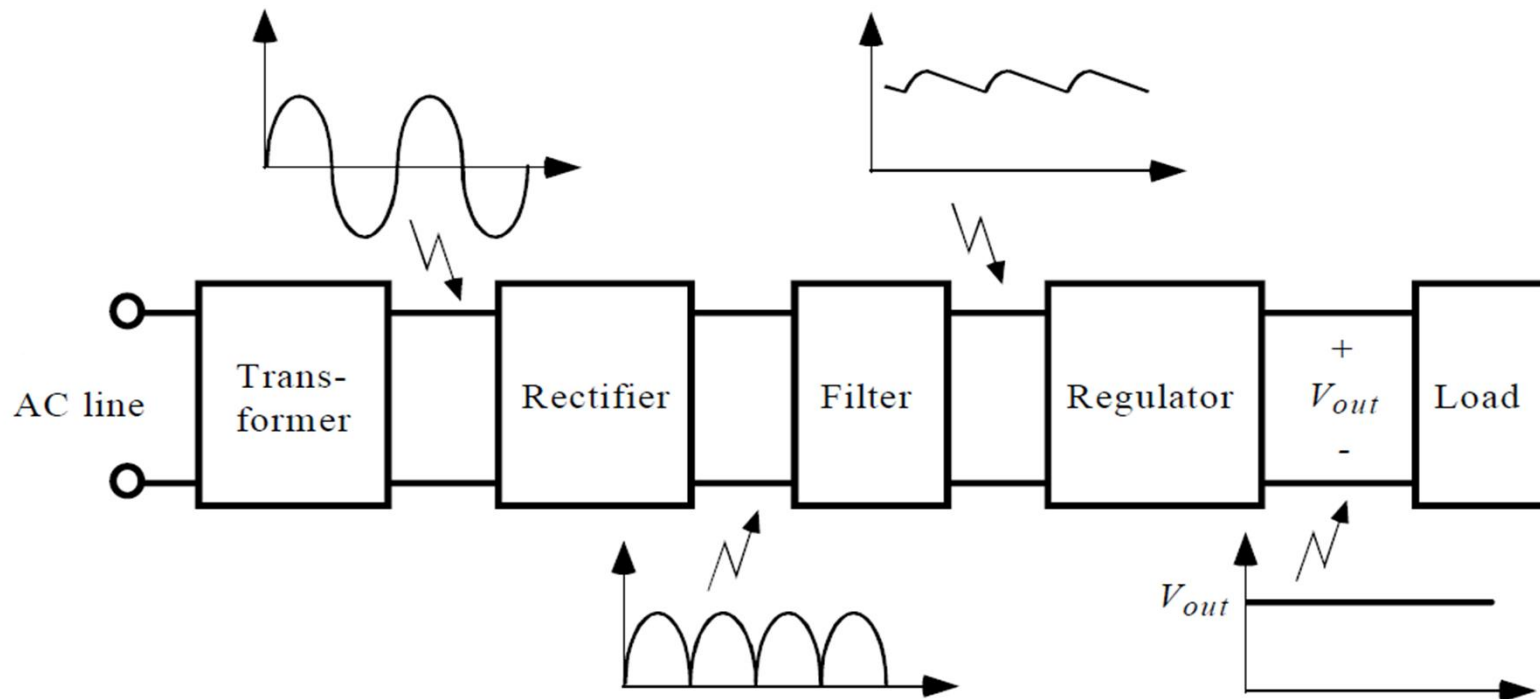 AC line
Trans-
former
Rectifier
Filter
Regulator
+
Vout
-
Load
Vout